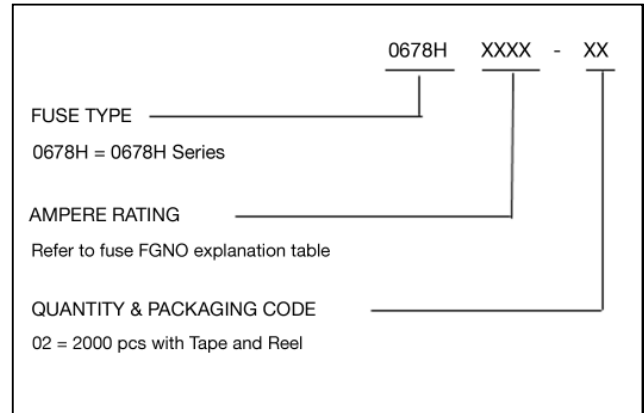 0678H XXXX - XX
FUSE TYPE
0678H = 0678H Series
AMPERE RATING
Refer to fuse FGNO explanation table
QUANTITY & PACKAGING CODE
02 = 2000 pcs with Tape and Reel